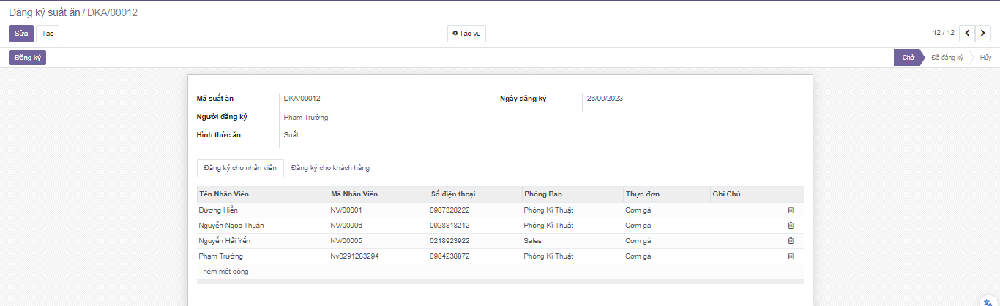 Đăng ký suất ăn / DKA/00012
Sửa Tạo Tác vụ 12 / 12
Đăng ký Chờ Đã đăng ký Hủy
Mã suất ăn DKA/00012 Ngày đăng ký 26/09/2023
Người đăng ký Phạm Trường
Hình thức ăn Suất
Đăng ký cho nhân viên Đăng ký cho khách hàng
Tên Nhân Viên Mã Nhân Viên Số điện thoại Phòng Ban Thực đơn Ghi Chú
Dương Hiền NV/00001 0987328222 Phòng Kĩ Thuật Cơm gà
Nguyễn Ngọc Thuận NV/00006 0928818212 Phòng Kĩ Thuật Cơm gà
Nguyễn Hải Yến NV/00005 0218923922 Sales Cơm gà
Phạm Trường Nv0291283294 0984238872 Phòng Kĩ Thuật Cơm gà
Thêm một dòng